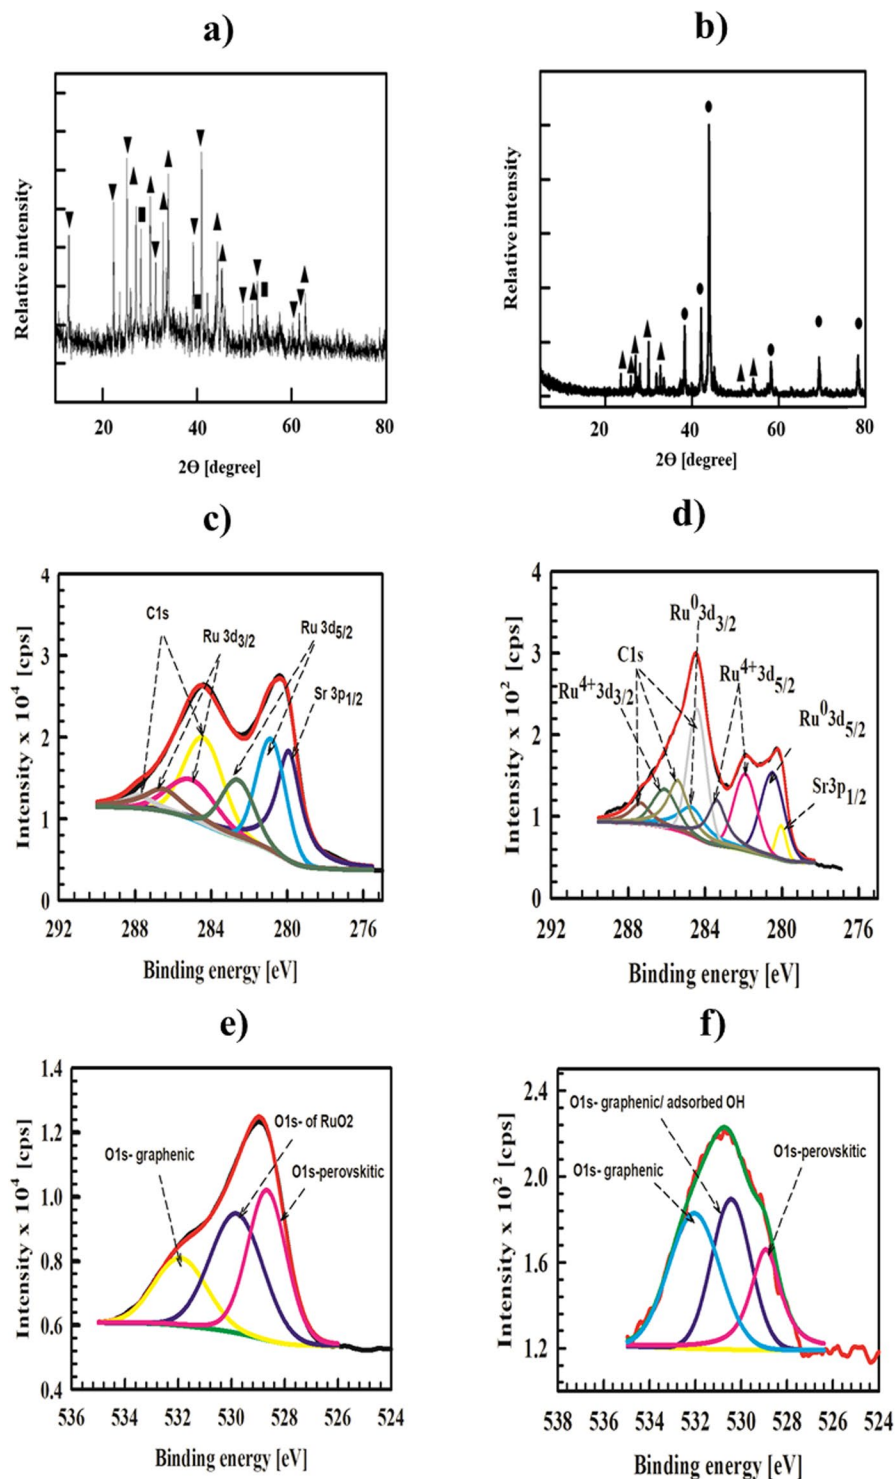 a)
Relative intensity
20
40
60
80
2Θ [degree]
b)
Relative intensity
20
40
60
80
2Θ [degree]
c)
Intensity x 10⁴ [cps]
4
3
2
1
0
C1s
Ru 3d3/2
Ru 3d5/2
Sr 3p1/2
292
288
284
280
276
Binding energy [eV]
d)
Intensity x 10² [cps]
4
3
2
1
0
Ru⁰3d3/2
C1s
Ru⁴⁺3d3/2
Ru⁴⁺3d5/2
Ru⁰3d5/2
Sr3p1/2
292
288
284
280
276
Binding energy [eV]
e)
Intensity x 10⁴ [cps]
1.4
1.2
1.0
0.8
0.6
0.4
O1s- graphenic
O1s- of RuO2
O1s-perovskitic
536
534
532
530
528
526
524
Binding energy [eV]
f)
Intensity x 10² [cps]
2.4
2.0
1.6
1.2
O1s- graphenic/ adsorbed OH
O1s- graphenic
O1s-perovskitic
538
536
534
532
530
528
526
524
Binding energy [eV]